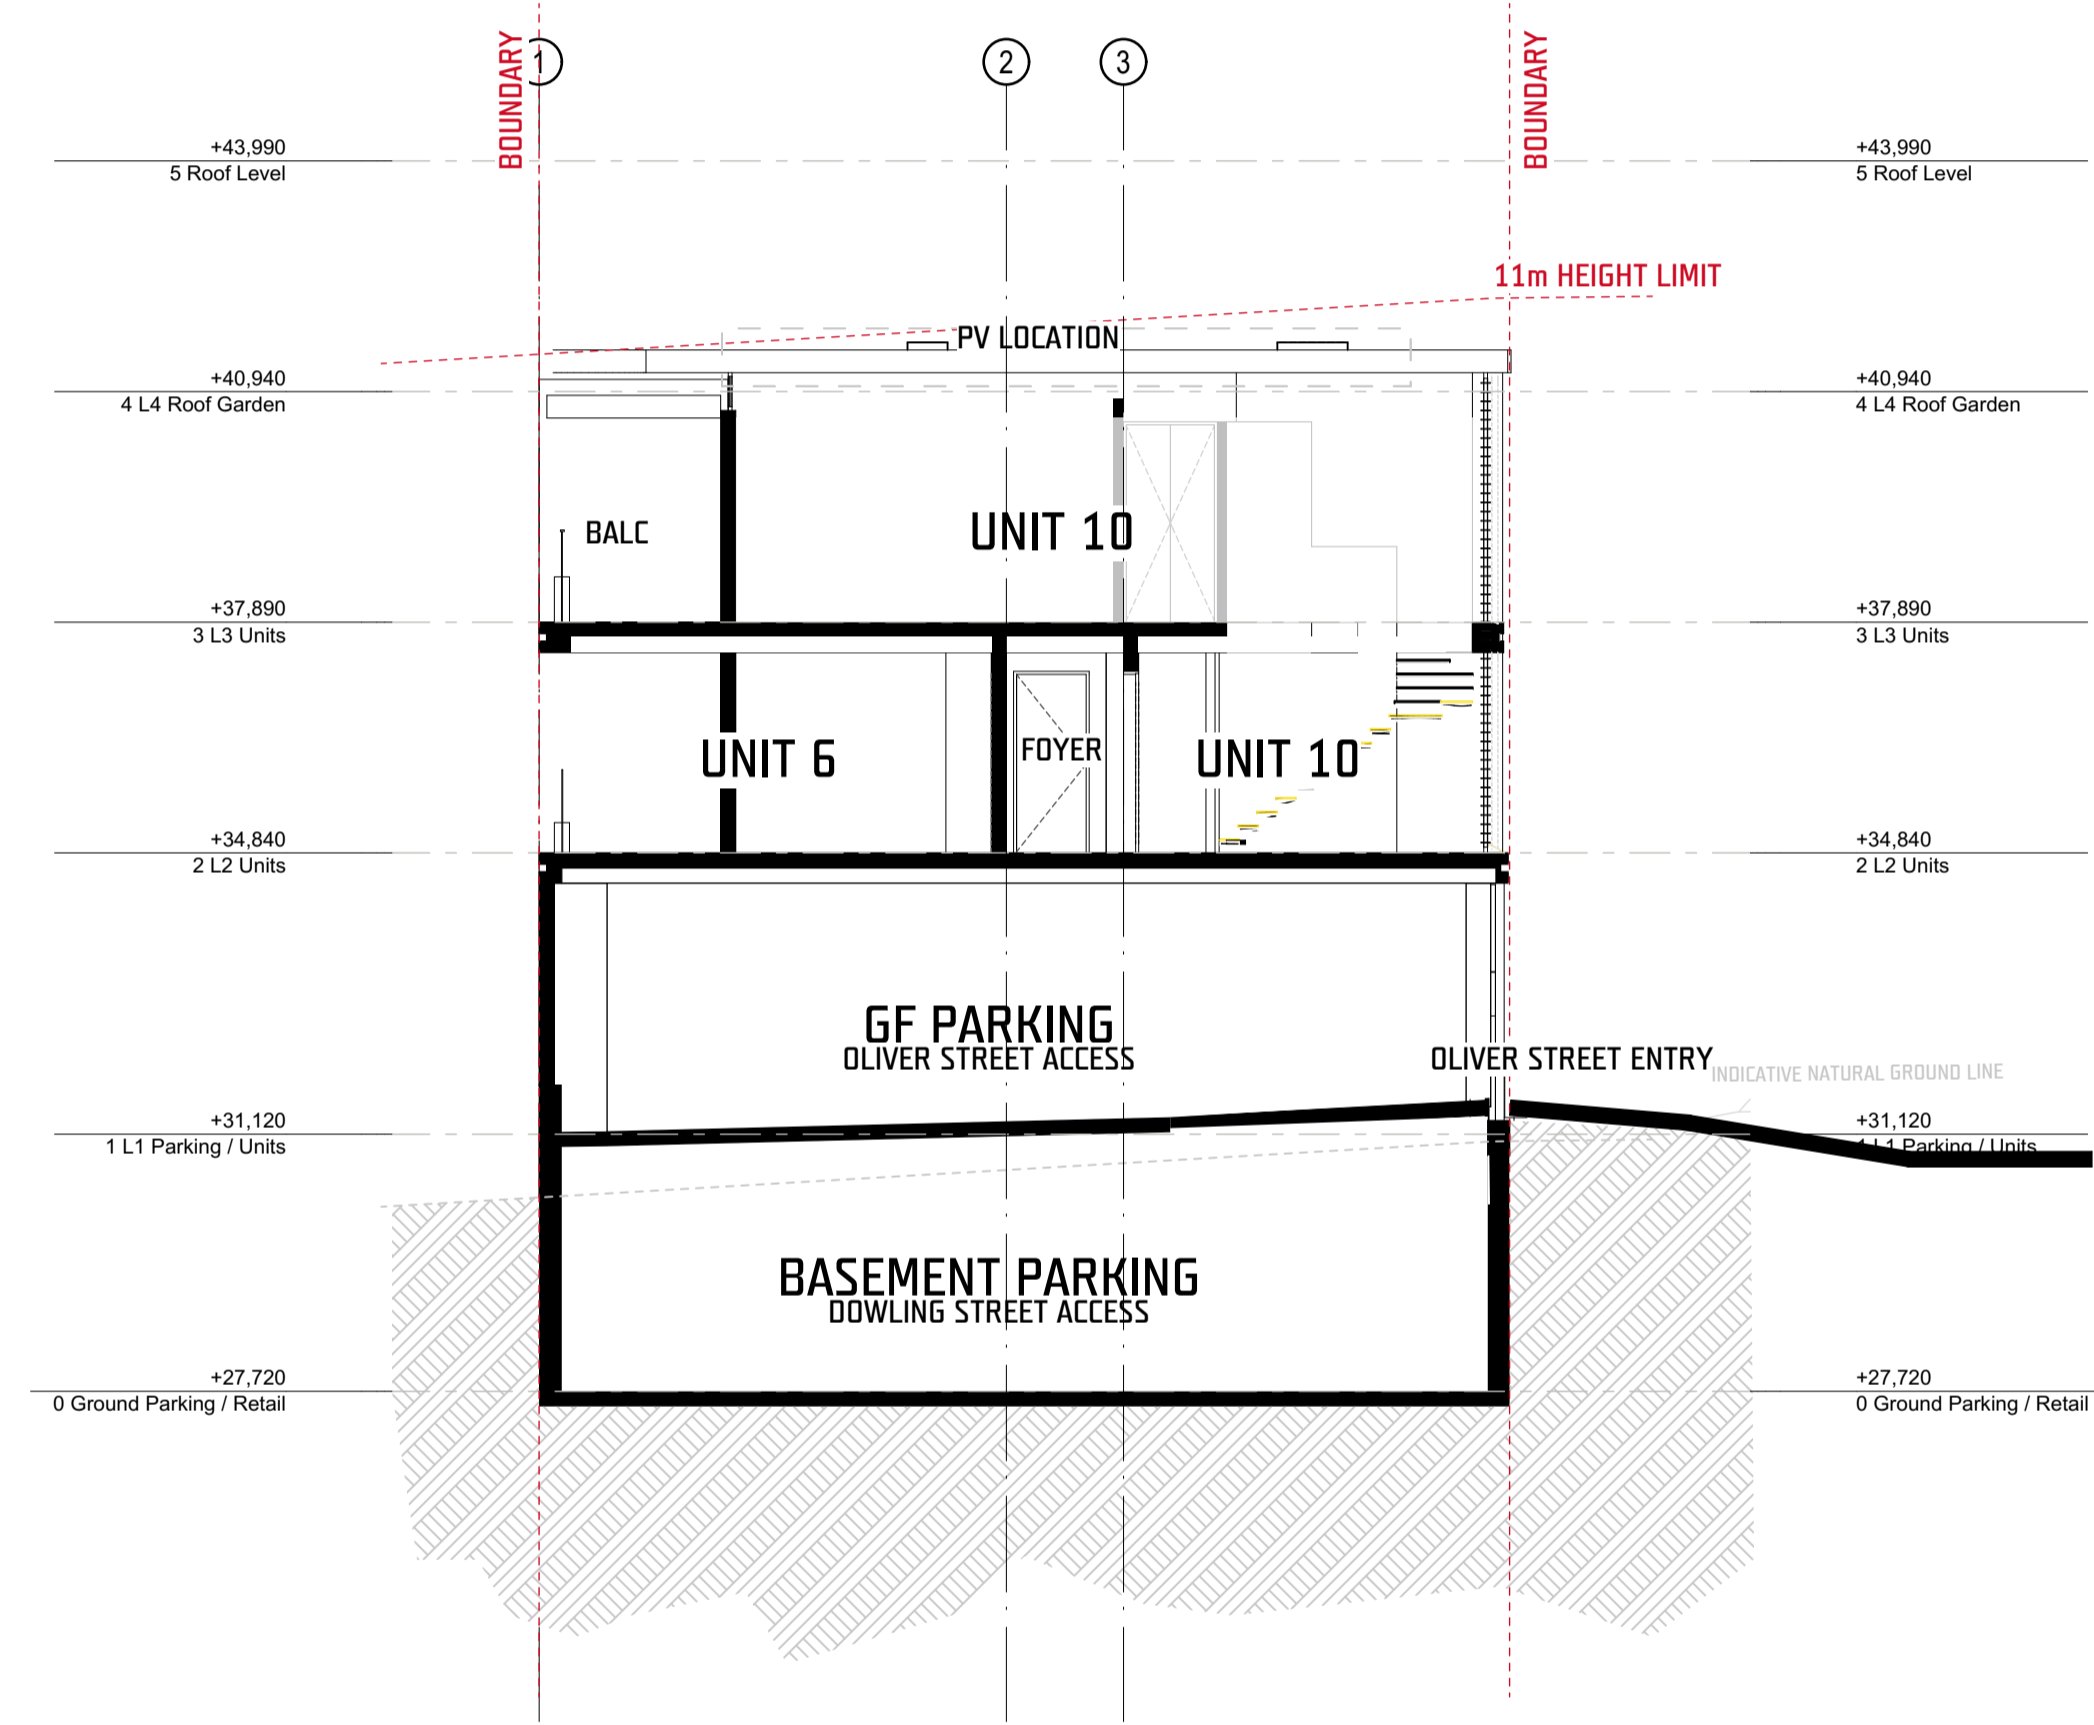 BOUNDARY
1
2
3
BOUNDARY
+43,990
5 Roof Level
+43,990
5 Roof Level
11m HEIGHT LIMIT
PV LOCATION
+40,940
4 L4 Roof Garden
+40,940
4 L4 Roof Garden
BALC
UNIT 10
+37,890
3 L3 Units
+37,890
3 L3 Units
UNIT 6
FOYER
UNIT 10
+34,840
2 L2 Units
+34,840
2 L2 Units
GF PARKING
OLIVER STREET ACCESS
OLIVER STREET ENTRY
INDICATIVE NATURAL GROUND LINE
+31,120
1 L1 Parking / Units
+31,120
1 L1 Parking / Units
BASEMENT PARKING
DOWLING STREET ACCESS
+27,720
0 Ground Parking / Retail
+27,720
0 Ground Parking / Retail